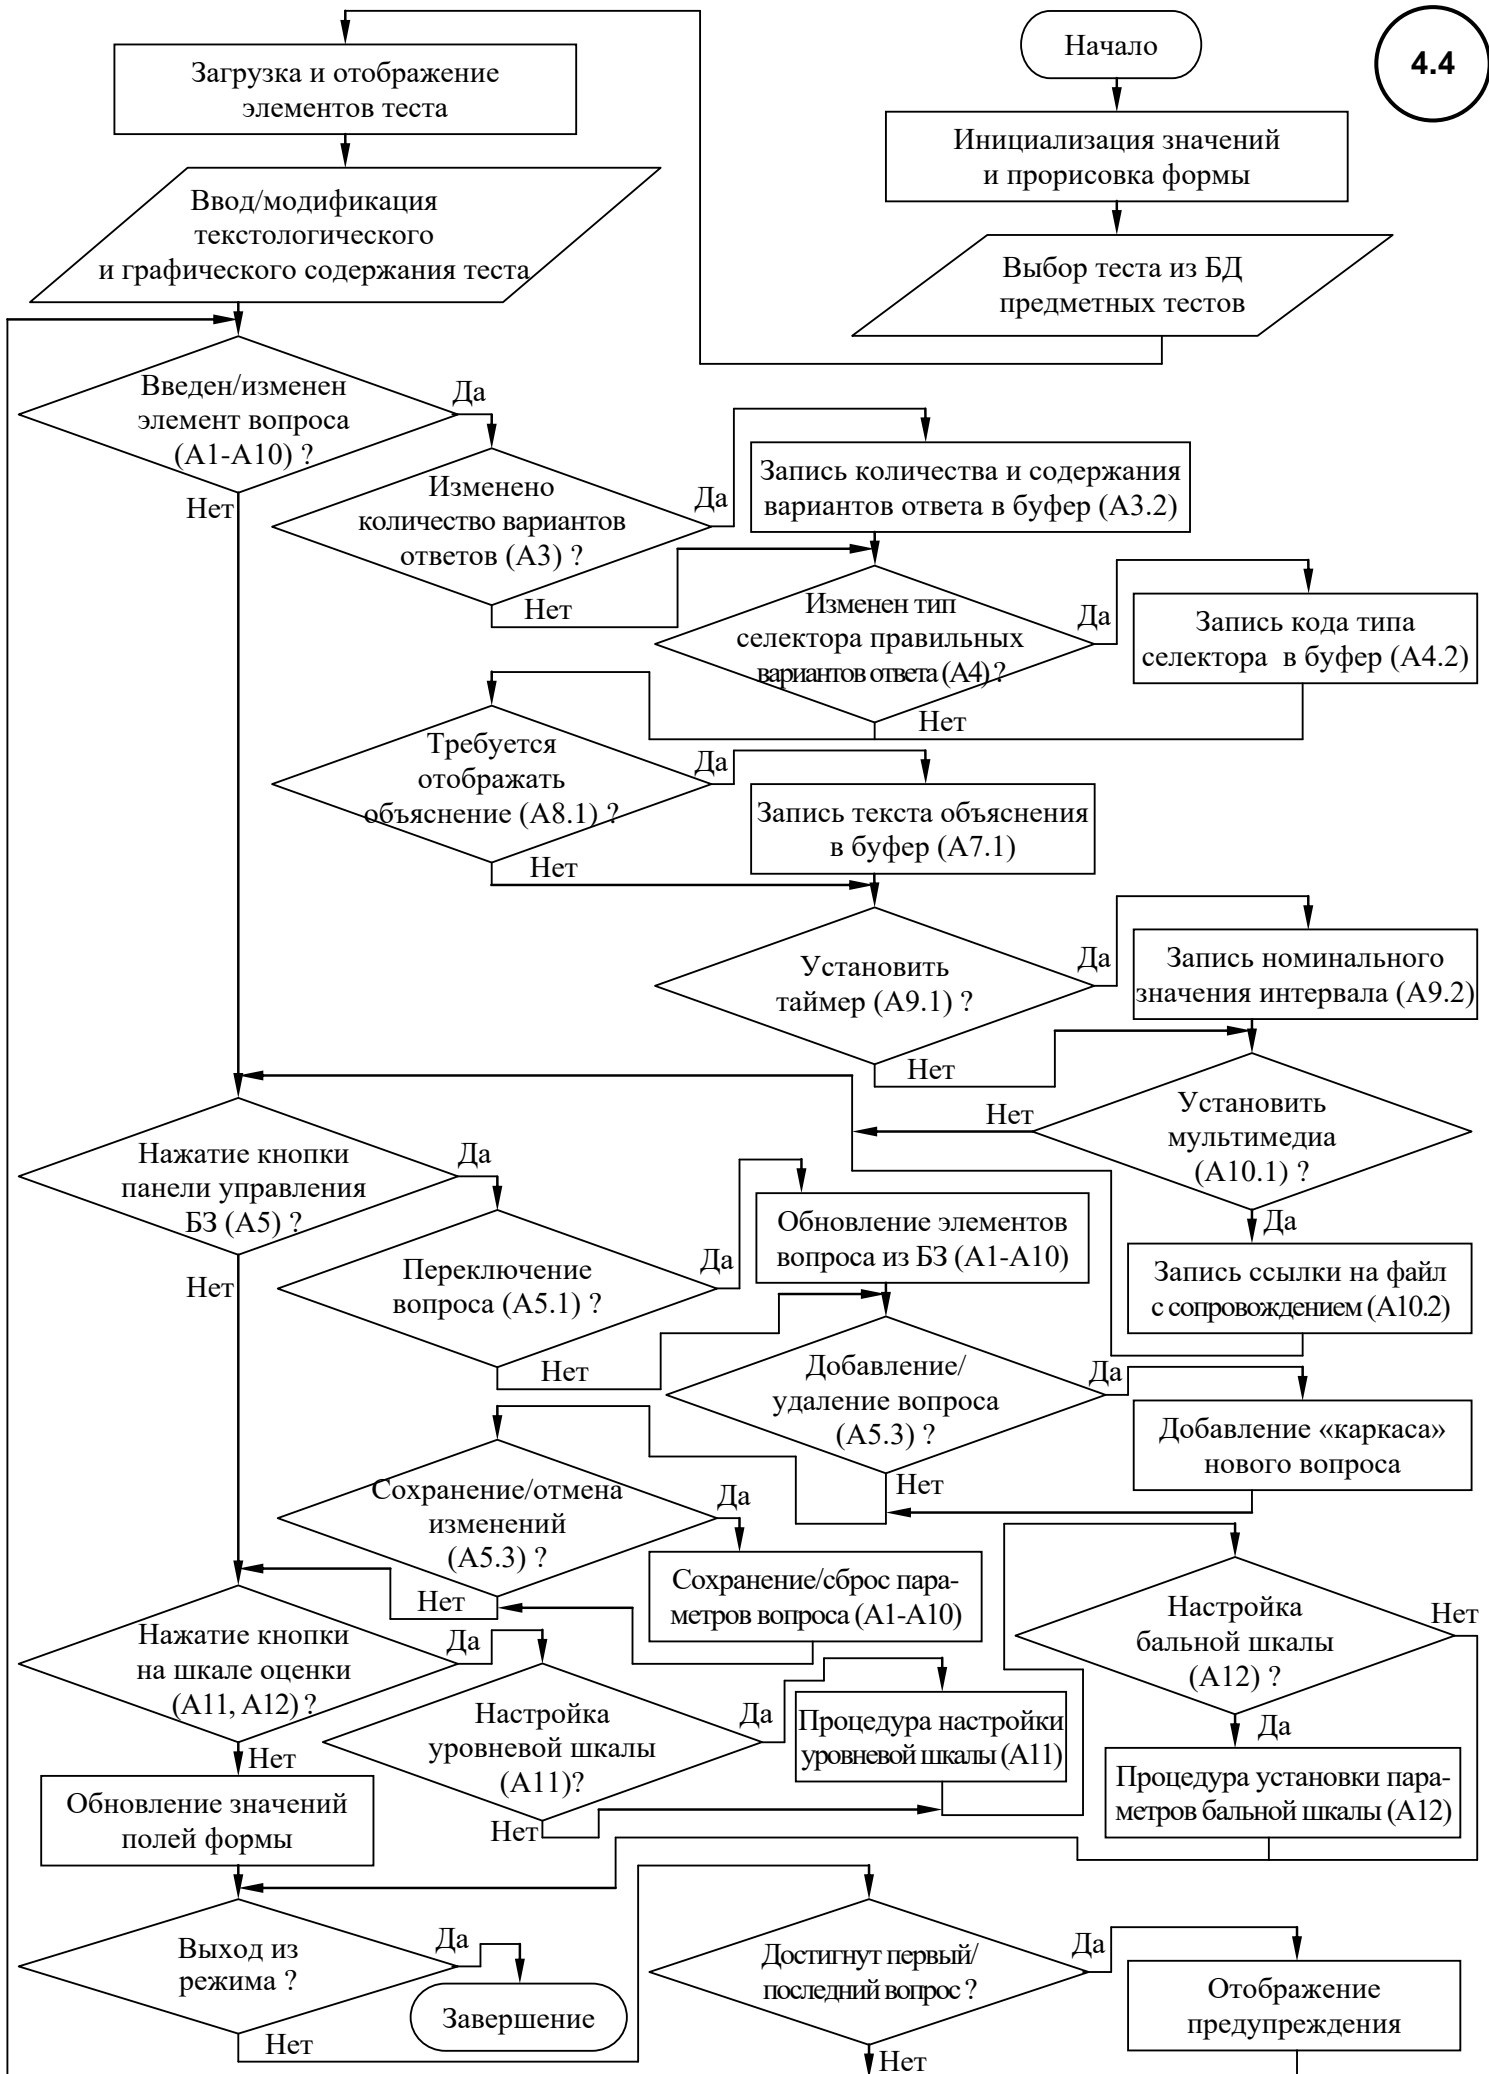 Начало
4.4
Загрузка и отображение
элементов теста
Инициализация значений
и прорисовка формы
Ввод/модификация
текстологического
и графического содержания теста
Выбор теста из БД
предметных тестов
Введен/изменен
элемент вопроса
(А1-А10) ?
Да
Нет
Изменено
количество вариантов
ответов (А3) ?
Да
Нет
Запись количества и содержания
вариантов ответа в буфер (А3.2)
Изменен тип
селектора правильных
вариантов ответа (А4) ?
Да
Нет
Запись кода типа
селектора в буфер (А4.2)
Требуется
отображать
объяснение (А8.1) ?
Да
Нет
Запись текста объяснения
в буфер (А7.1)
Установить
таймер (А9.1) ?
Да
Нет
Запись номинального
значения интервала (А9.2)
Установить
мультимедиа
(А10.1) ?
Нет
Да
Запись ссылки на файл
с сопровождением (А10.2)
Нажатие кнопки
панели управления
БЗ (А5) ?
Да
Нет
Переключение
вопроса (А5.1) ?
Да
Нет
Обновление элементов
вопроса из БЗ (А1-А10)
Добавление/
удаление вопроса
(А5.3) ?
Да
Нет
Добавление «каркаса»
нового вопроса
Сохранение/отмена
изменений
(А5.3) ?
Да
Нет
Сохранение/сброс пара-
метров вопроса (А1-А10)
Нажатие кнопки
на шкале оценки
(А11, А12) ?
Да
Нет
Настройка
уровневой шкалы
(А11)?
Да
Нет
Процедура настройки
уровневой шкалы (А11)
Настройка
бальной шкалы
(А12) ?
Нет
Да
Процедура установки пара-
метров бальной шкалы (А12)
Обновление значений
полей формы
Выход из
режима ?
Да
Нет
Завершение
Достигнут первый/
последний вопрос ?
Да
Нет
Отображение
предупреждения